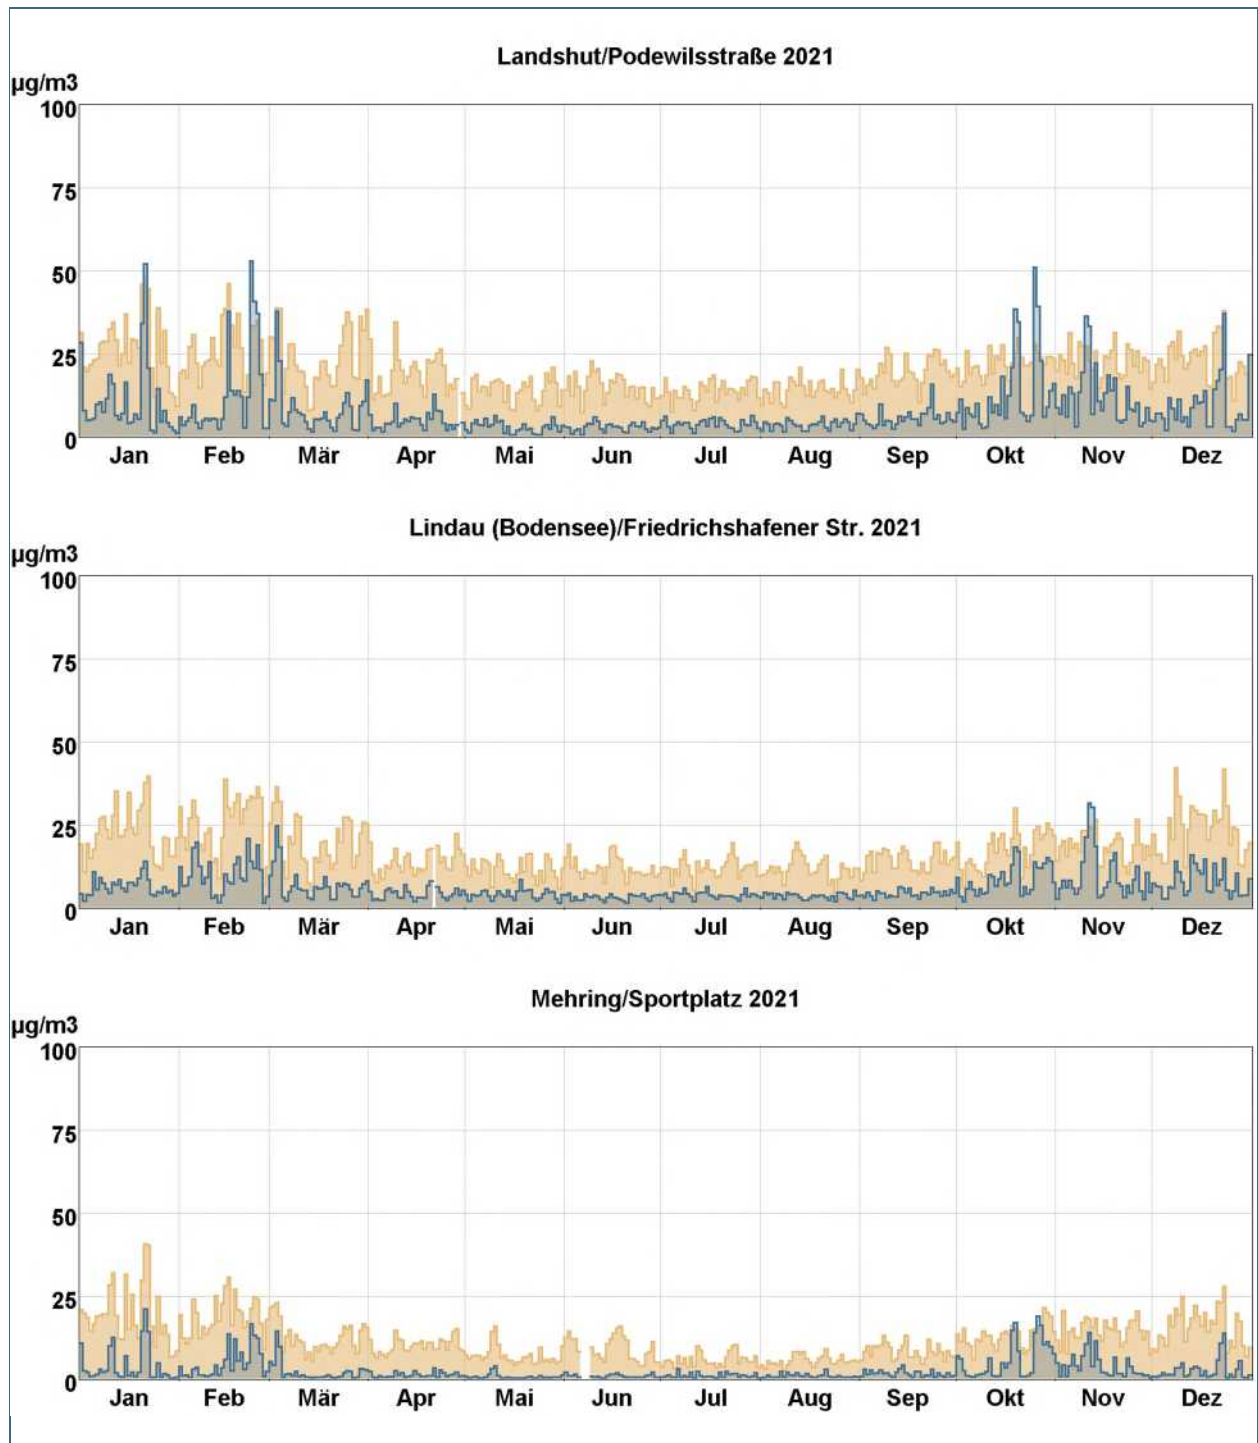 Landshut/Podewilsstraße 2021
µg/m3
100
75
50
25
0
Jan Feb Mär Apr Mai Jun Jul Aug Sep Okt Nov Dez
Lindau (Bodensee)/Friedrichshafener Str. 2021
µg/m3
100
75
50
25
0
Jan Feb Mär Apr Mai Jun Jul Aug Sep Okt Nov Dez
Mehring/Sportplatz 2021
µg/m3
100
75
50
25
0
Jan Feb Mär Apr Mai Jun Jul Aug Sep Okt Nov Dez